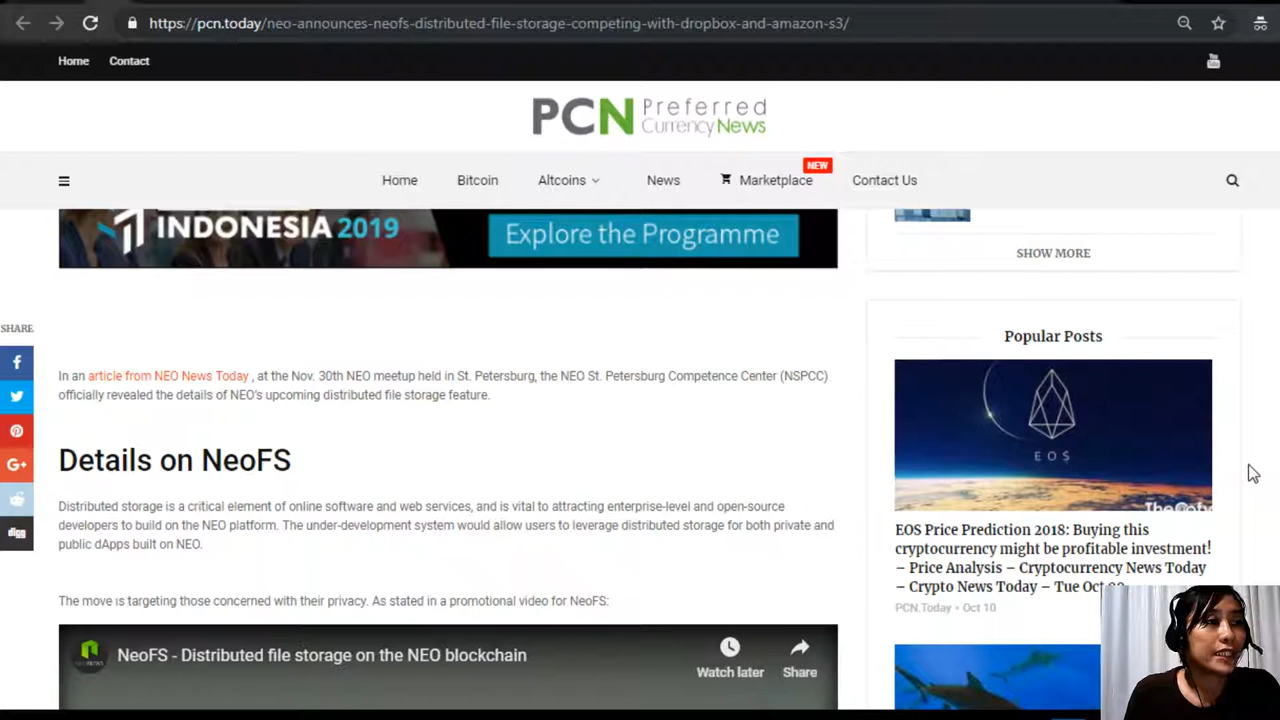 https://pcn.today/neo-announces-neofs-distributed-file-storage-competing-with-dropbox-and-amazon-s3/
Home Contact
PCN Preferred
Currency News
NEW
Home Bitcoin Altcoins News Marketplace Contact Us
INDONESIA 2019 Explore the Programme
SHOW MORE
SHARE
Popular Posts
In an article from NEO News Today , at the Nov. 30th NEO meetup held in St. Petersburg, the NEO St. Petersburg Competence Center (NSPCC)
officially revealed the details of NEO's upcoming distributed file storage feature.
EOS
Details on NeoFS
Distributed storage is a critical element of online software and web services, and is vital to attracting enterprise-level and open-source
developers to build on the NEO platform. The under-development system would allow users to leverage distributed storage for both private and
public dApps built on NEO.
digg
EOS Price Prediction 2018: Buying this
cryptocurrency might be profitable investment!
– Price Analysis – Cryptocurrency News Today
– Crypto News Today – Tue Oct
PCN.Today • Oct 10
The move is targeting those concerned with their privacy. As stated in a promotional video for NeoFS:
NeoFS - Distributed file storage on the NEO blockchain
Watch later Share